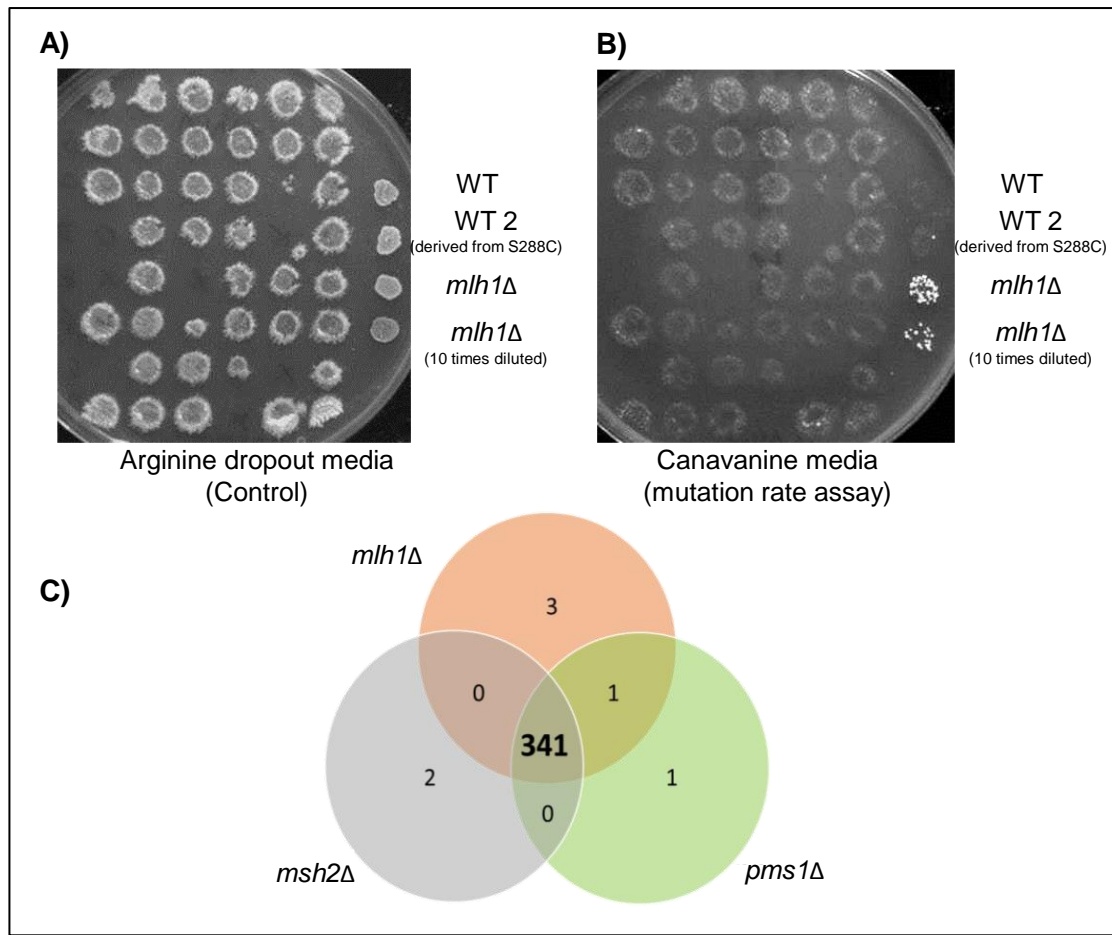 A)
B)
WT
WT 2
(derived from S288C)
mlh1Δ
mlh1Δ
(10 times diluted)
WT
WT 2
(derived from S288C)
mlh1Δ
mlh1Δ
(10 times diluted)
Arginine dropout media
(Control)
Canavanine media
(mutation rate assay)
C)
mlh1Δ
3
0
1
341
2
1
0
msh2Δ
pms1Δ